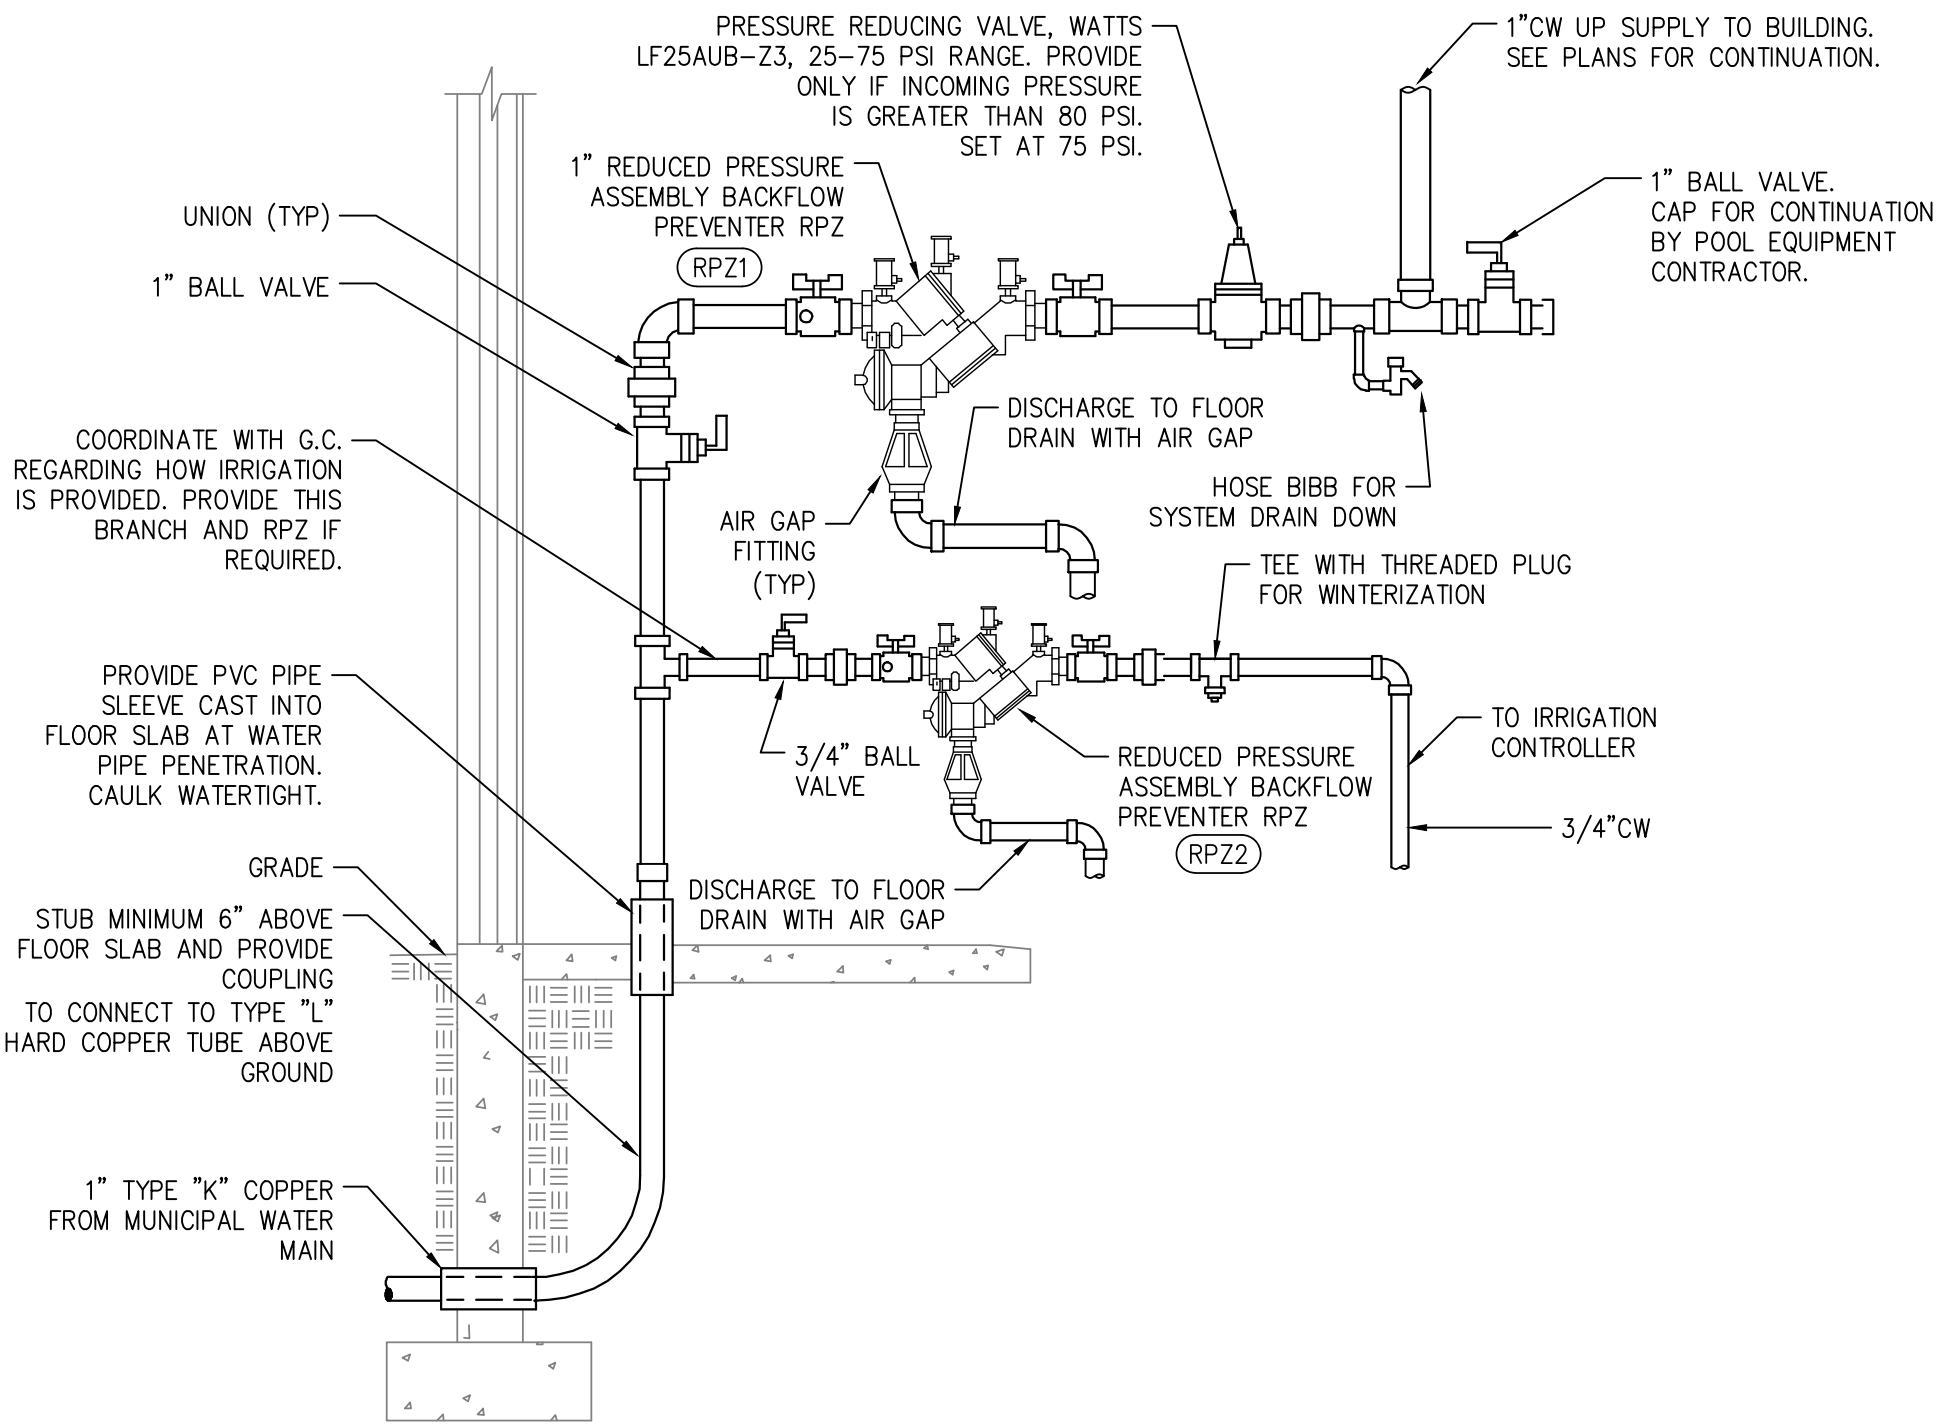 PRESSURE REDUCING VALVE, WATTS
LF25AUB-Z3, 25-75 PSI RANGE. PROVIDE
ONLY IF INCOMING PRESSURE
IS GREATER THAN 80 PSI.
SET AT 75 PSI.
1"CW UP SUPPLY TO BUILDING.
SEE PLANS FOR CONTINUATION.
1" REDUCED PRESSURE
ASSEMBLY BACKFLOW
PREVENTER RPZ
RPZ1
1" BALL VALVE.
CAP FOR CONTINUATION
BY POOL EQUIPMENT
CONTRACTOR.
UNION (TYP)
1" BALL VALVE
COORDINATE WITH G.C.
REGARDING HOW IRRIGATION
IS PROVIDED. PROVIDE THIS
BRANCH AND RPZ IF
REQUIRED.
DISCHARGE TO FLOOR
DRAIN WITH AIR GAP
HOSE BIBB FOR
SYSTEM DRAIN DOWN
AIR GAP
FITTING
(TYP)
TEE WITH THREADED PLUG
FOR WINTERIZATION
PROVIDE PVC PIPE
SLEEVE CAST INTO
FLOOR SLAB AT WATER
PIPE PENETRATION.
CAULK WATERTIGHT.
3/4" BALL
VALVE
REDUCED PRESSURE
ASSEMBLY BACKFLOW
PREVENTER RPZ
RPZ2
TO IRRIGATION
CONTROLLER
3/4"CW
GRADE
DISCHARGE TO FLOOR
DRAIN WITH AIR GAP
STUB MINIMUM 6" ABOVE
FLOOR SLAB AND PROVIDE
COUPLING
TO CONNECT TO TYPE "L"
HARD COPPER TUBE ABOVE
GROUND
1" TYPE "K" COPPER
FROM MUNICIPAL WATER
MAIN